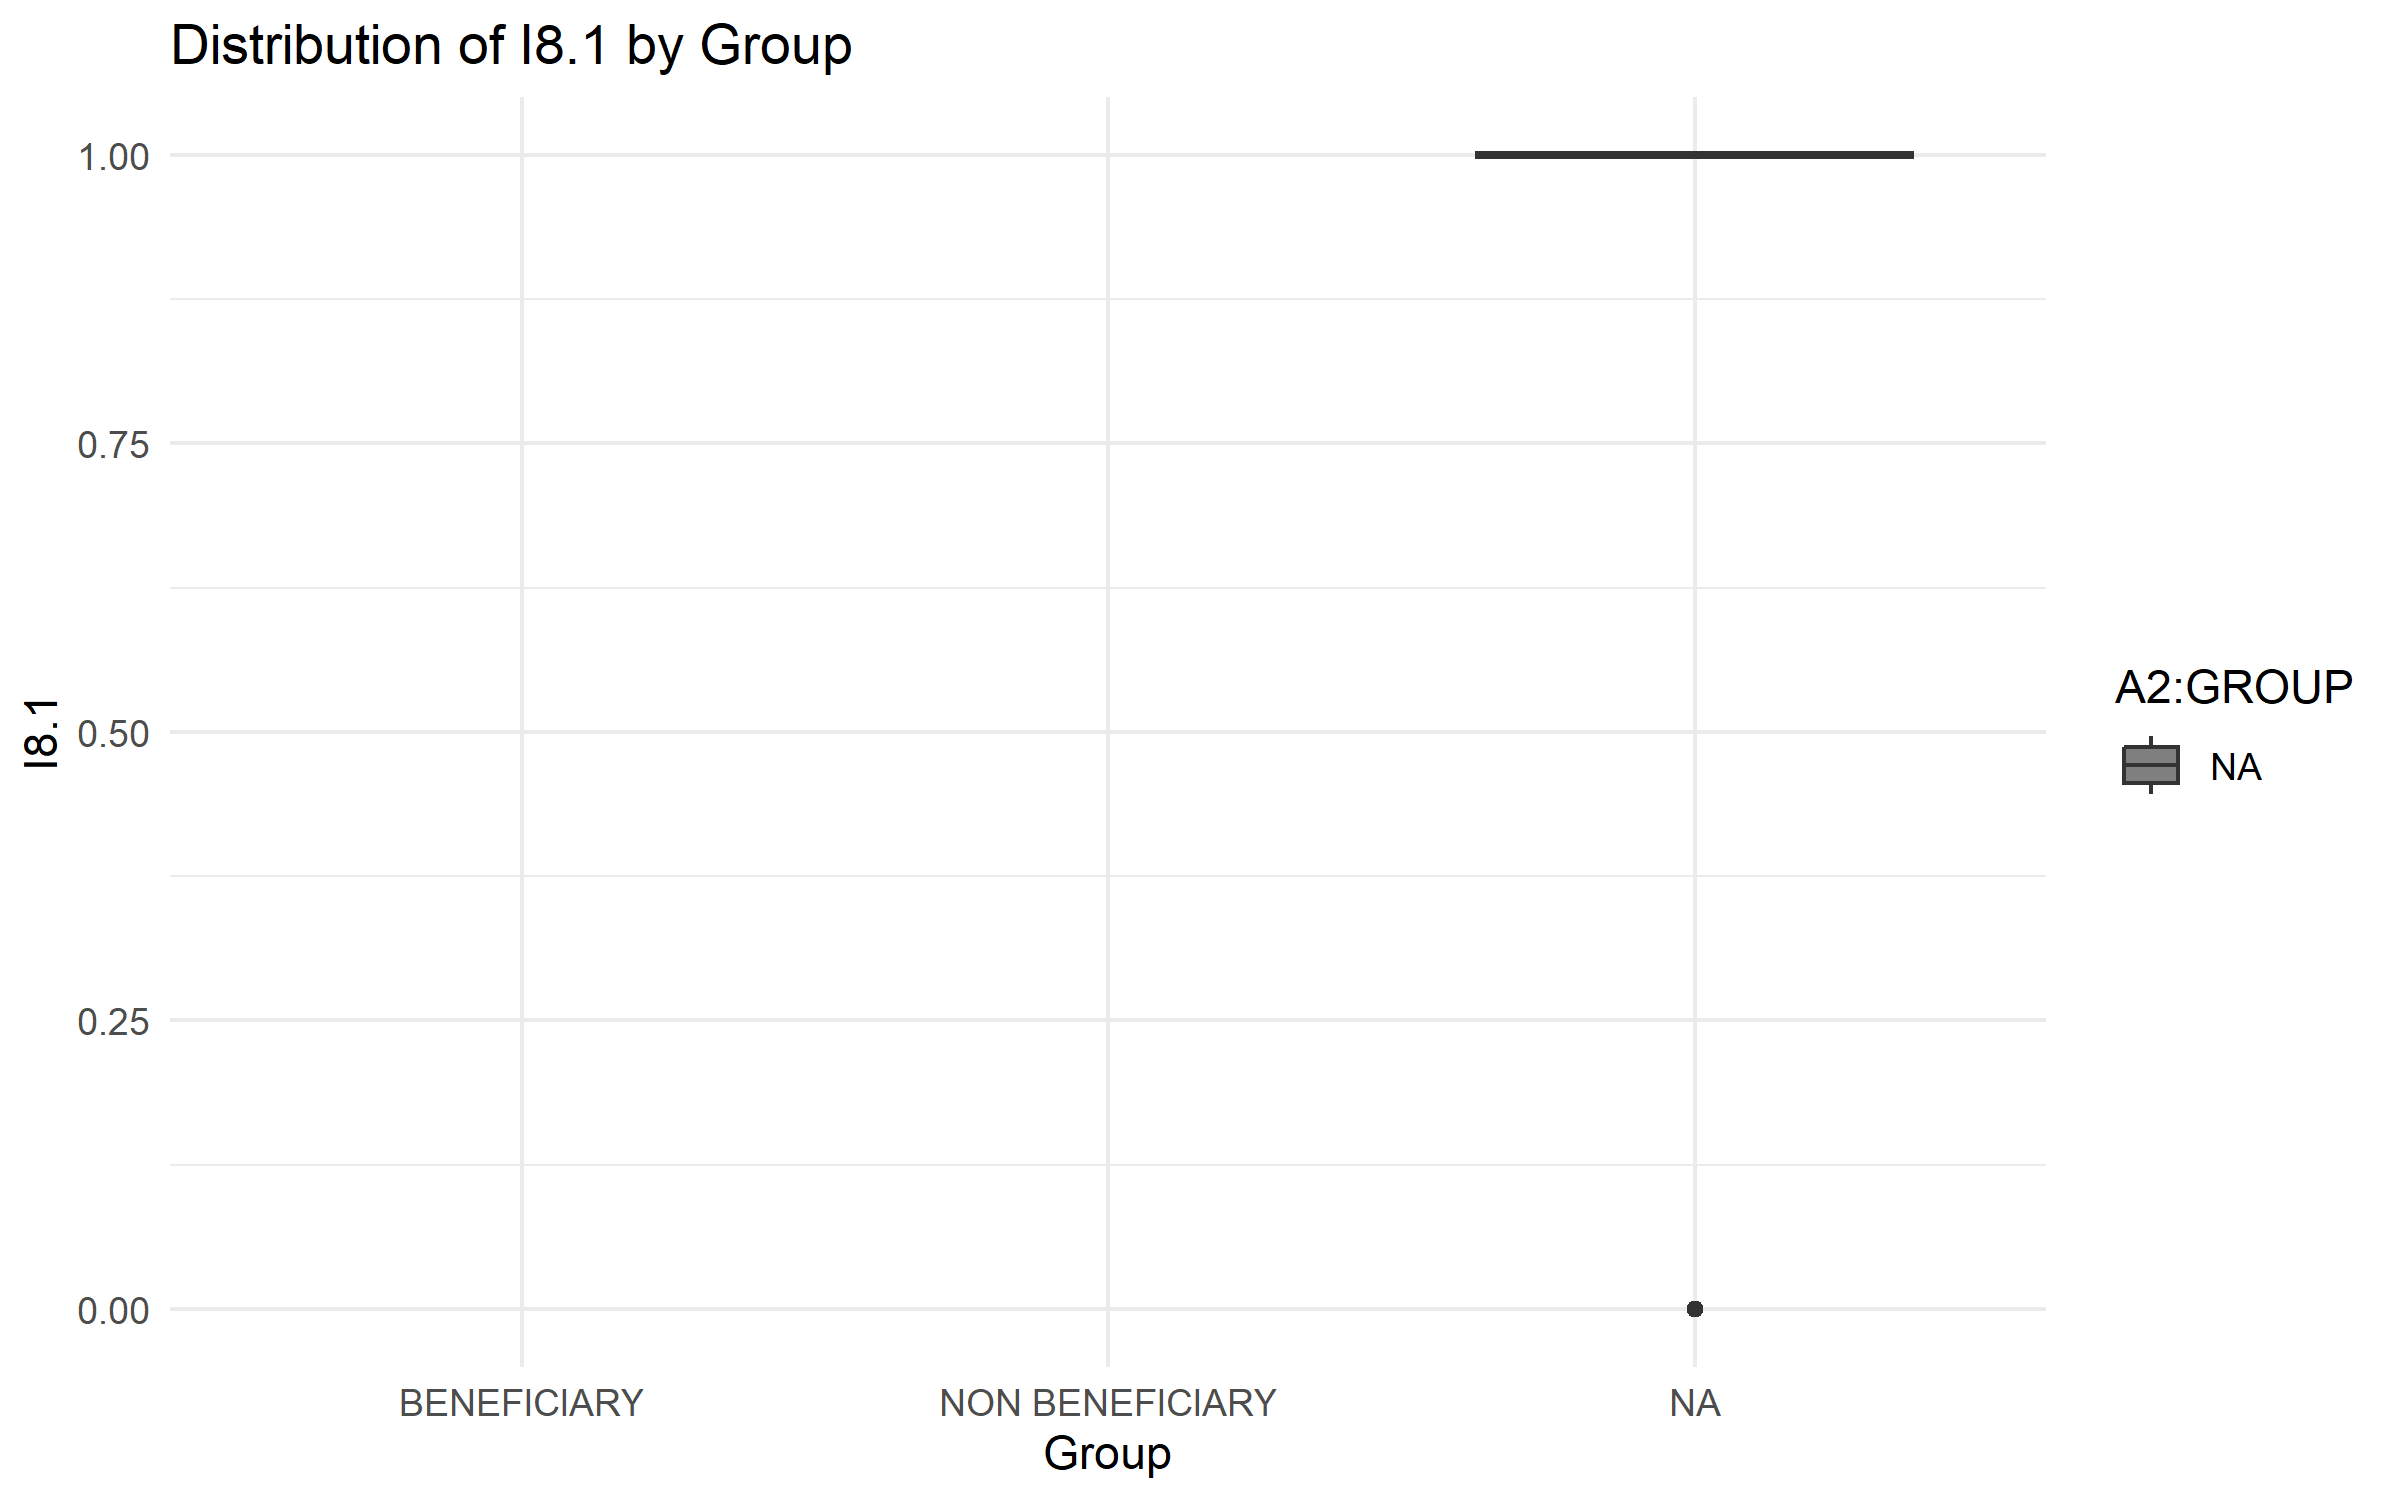 Distribution of I8.1 by Group
1.00
0.75
0.50
0.25
0.00
I8.1
BENEFICIARY
NON BENEFICIARY
NA
Group
A2:GROUP
NA